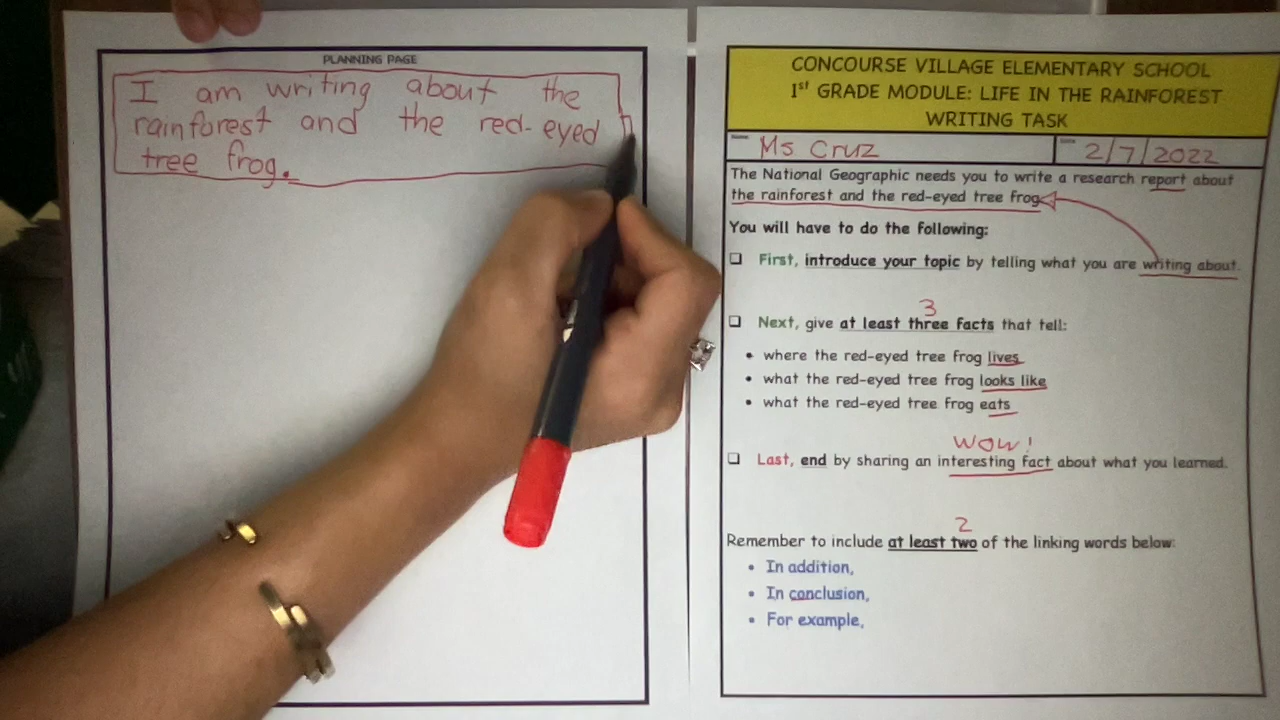 PLANNING PAGE
I am writing about the
rainforest and the red-eyed
tree frog.
CONCOURSE VILLAGE ELEMENTARY SCHOOL
1st GRADE MODULE: LIFE IN THE RAINFOREST
WRITING TASK
Name Ms Cruz
Date 2/7/2022
The National Geographic needs you to write a research report about
the rainforest and the red-eyed tree frog.
You will have to do the following:
First, introduce your topic by telling what you are writing about.
3
Next, give at least three facts that tell:
• where the red-eyed tree frog lives
• what the red-eyed tree frog looks like
• what the red-eyed tree frog eats
WOW!
Last, end by sharing an interesting fact about what you learned.
2
Remember to include at least two of the linking words below:
• In addition,
• In conclusion,
• For example,